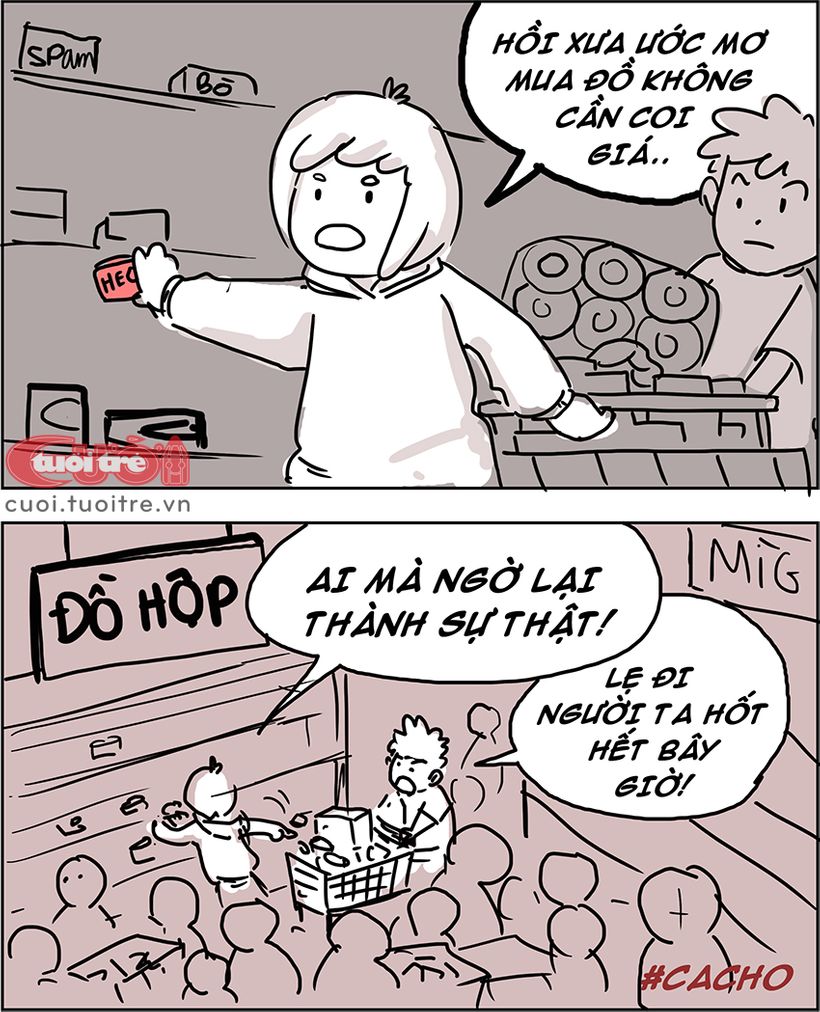 SPam
BÒ
HỒI XƯA ƯỚC MƠ
MUA ĐỒ KHÔNG
CẦN COI
GIÁ..
HEO
CƯỜI
tuổi trẻ
cuoi.tuoitre.vn
ĐỒ HỘP
MÌG
AI MÀ NGỜ LẠI
THÀNH SỰ THẬT!
LẸ ĐI
NGƯỜI TA HỐT
HẾT BÂY
GIỜ!
#CACHO